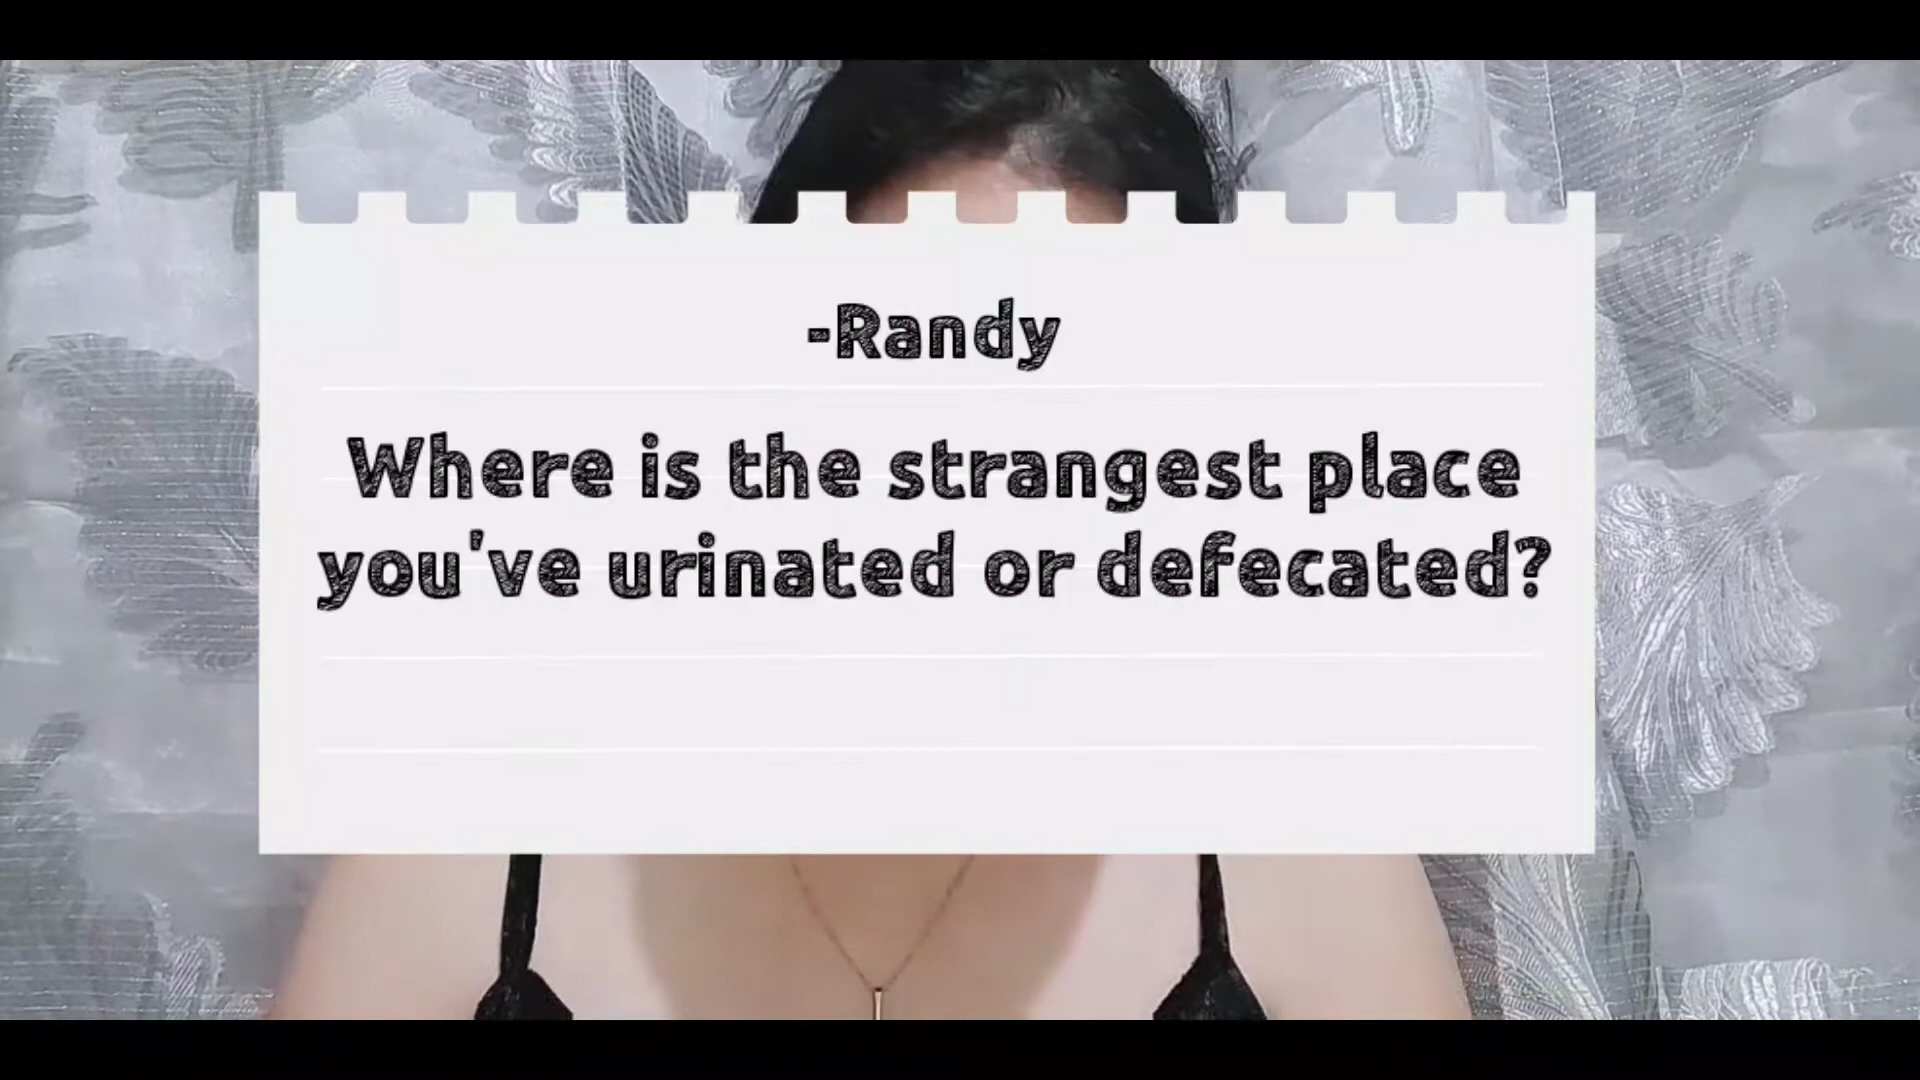 -Randy
Where is the strangest place
you've urinated or defecated?